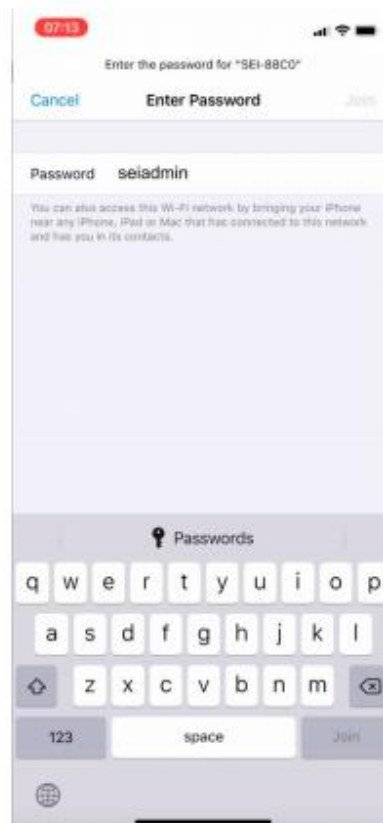 07:13
Enter the password for "SEI-88C0"
Cancel Enter Password Join
Password seiadmin
You can also access this Wi-Fi network by bringing your iPhone
near any iPhone, iPad or Mac that has connected to this network
and has you in its contacts.
Passwords
q w e r t y u i o p
a s d f g h j k l
z x c v b n m
123 space Join